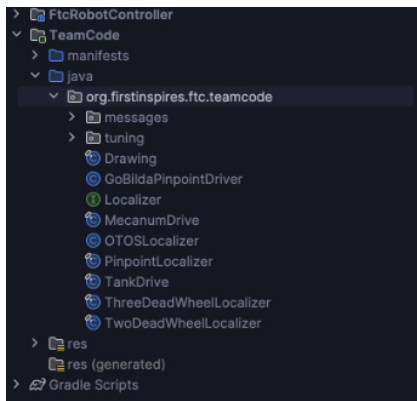 FtcRobotController
TeamCode
manifests
java
org.firstinspires.ftc.teamcode
messages
tuning
Drawing
GoBildaPinpointDriver
Localizer
MecanumDrive
OTOSLocalizer
PinpointLocalizer
TankDrive
ThreeDeadWheelLocalizer
TwoDeadWheelLocalizer
res
res (generated)
Gradle Scripts